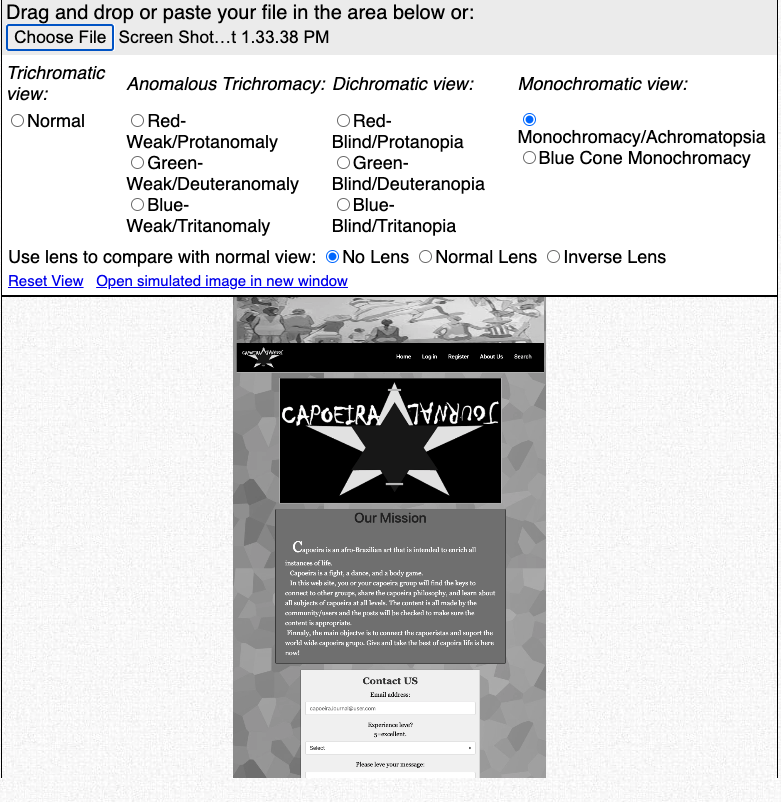 Drag and drop or paste your file in the area below or:
Choose File Screen Shot...t 1.33.38 PM
Trichromatic view:
Normal
Anomalous Trichromacy:
Red-Weak/Protanomaly
Green-Weak/Deuteranomaly
Blue-Weak/Tritanomaly
Dichromatic view:
Red-Blind/Protanopia
Green-Blind/Deuteranopia
Blue-Blind/Tritanopia
Monochromatic view:
Monochromacy/Achromatopsia
Blue Cone Monochromacy
Use lens to compare with normal view: No Lens Normal Lens Inverse Lens
Reset View Open simulated image in new window
CAPOEIRA JOURNAL
Home Log in Register About Us Search
CAPOEIRA JOURNAL
Our Mission
Capoeira is an afro-Brazilian art that is intended to enrich all
instances of life.
Capoeira is a fight, a dance, and a body game.
In this web site, you or your capoeira group will find the keys to
connect to other groups, share the capoeira philosophy, and learn about
all subjects of capoeira at all levels. The content is all made by the
community/users and the posts will be checked to make sure the
content is appropriate.
Finnaly, the main objectve is to connect the capoeristas and suport the
world wide capoeira grupo. Give and take the best of capoira life is here
now!
Contact US
Email address:
capoeirajournal@user.com
Experience leve?
5=excellent.
Select
Please leve your message: